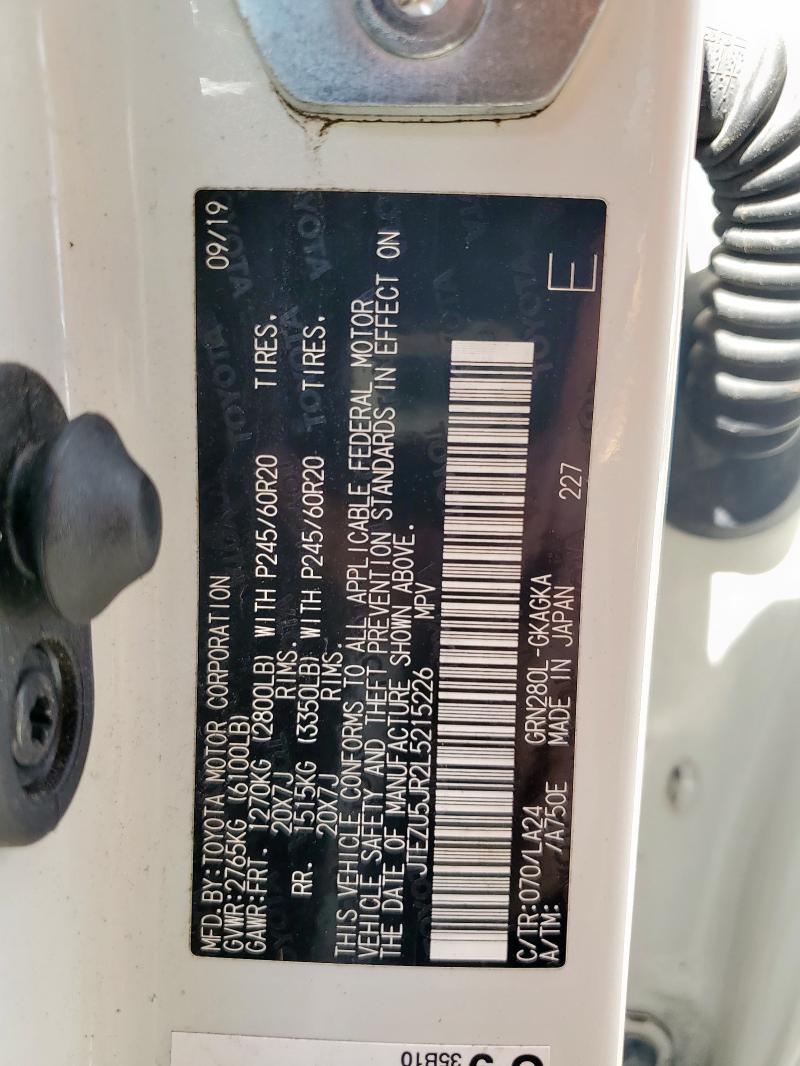 MFD. BY:TOYOTA MOTOR CORPORATION 09/19
GVWR:2765KG (6100LB)
GAWR:FRT. 1270KG (2800LB) WITH P245/60R20 TIRES.
20X7J RIMS.
RR. 1515KG (3350LB) WITH P245/60R20 TIRES.
20X7J RIMS.
THIS VEHICLE CONFORMS TO ALL APPLICABLE FEDERAL MOTOR
VEHICLE SAFETY AND THEFT PREVENTION STANDARDS IN EFFECT ON
THE DATE OF MANUFACTURE SHOWN ABOVE.
JTEZU5JR2L5215226 MPV
C/TR:070/LA24 GRN280L-GKAGKA
A/TM: /A750E MADE IN JAPAN 227
E
35B10